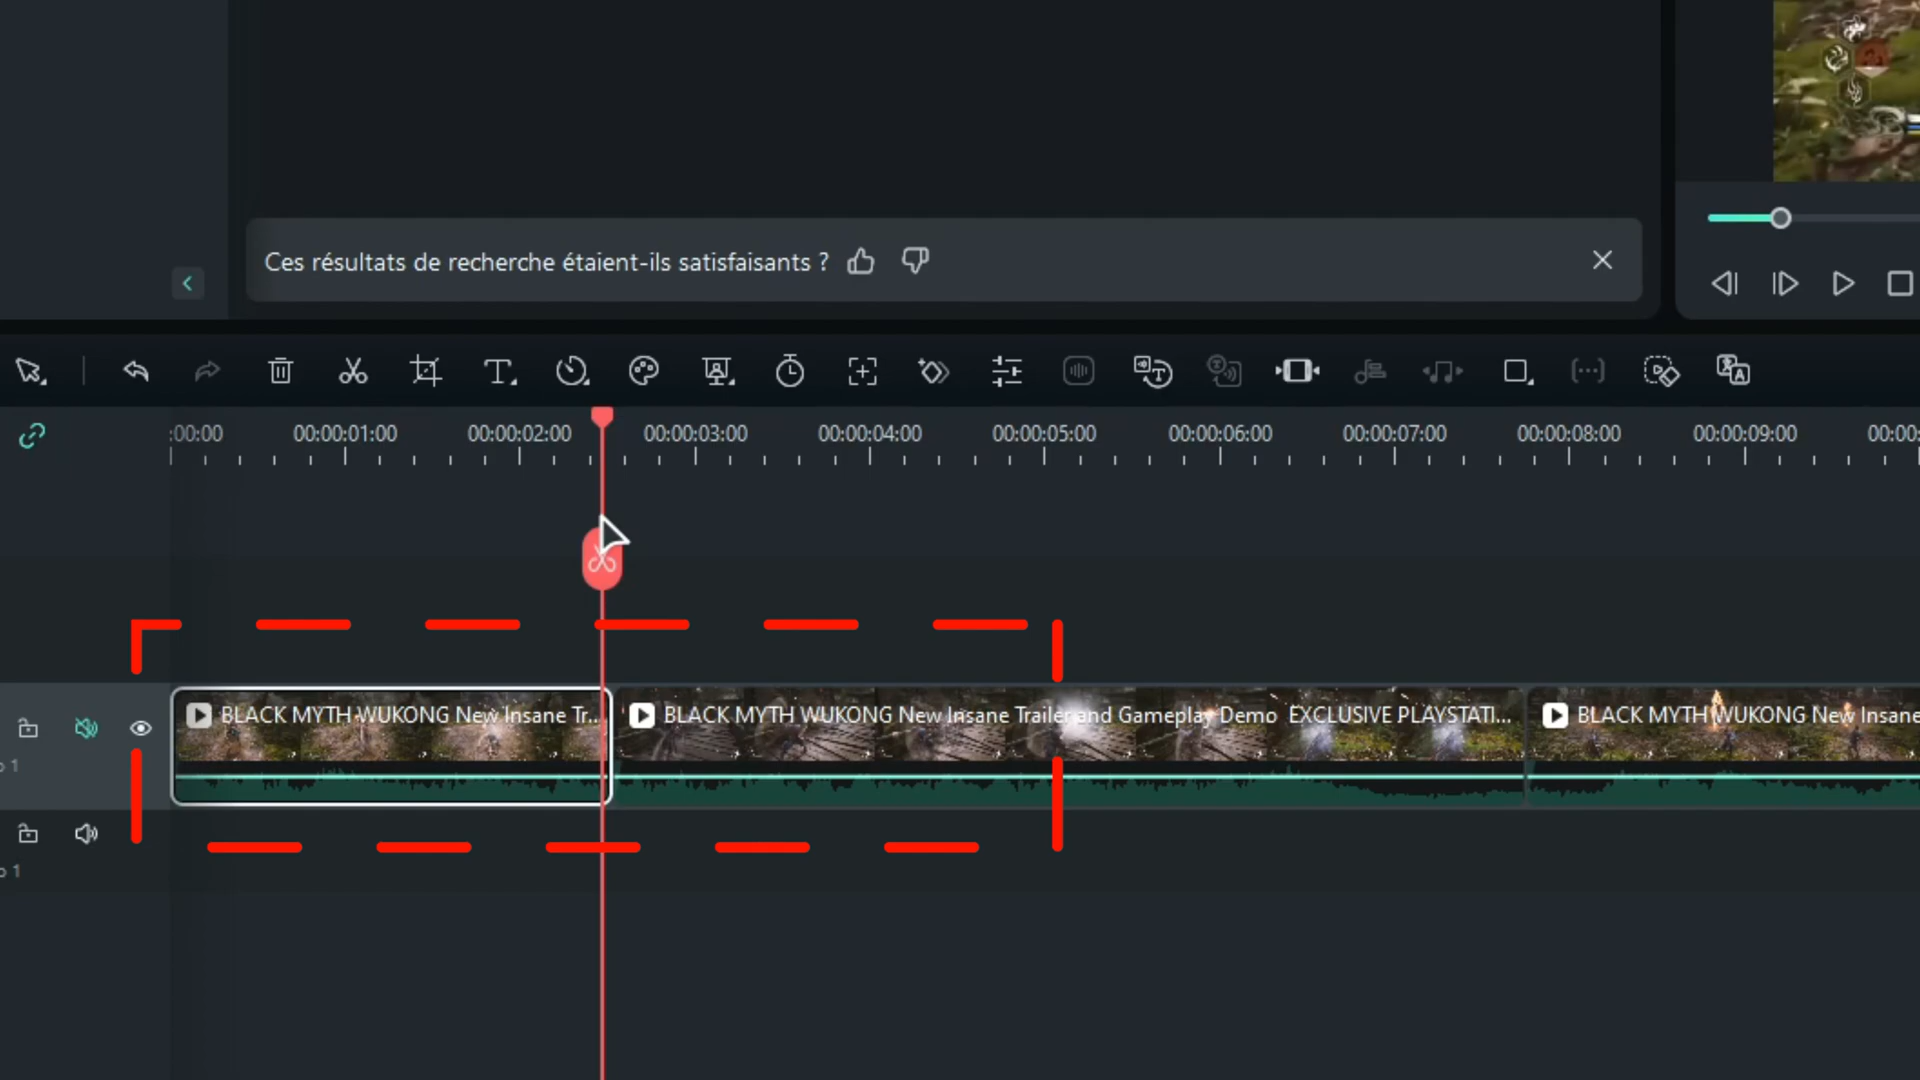 Ces résultats de recherche étaient-ils satisfaisants ?
:00:00 00:00:01:00 00:00:02:00 00:00:03:00 00:00:04:00 00:00:05:00 00:00:06:00 00:00:07:00 00:00:08:00 00:00:09:00 00:00:
BLACK MYTH WUKONG New Insane Tr... BLACK MYTH WUKONG New Insane Trailer and Gameplay Demo EXCLUSIVE PLAYSTATI... BLACK MYTH WUKONG New Insane
o 1
o 1